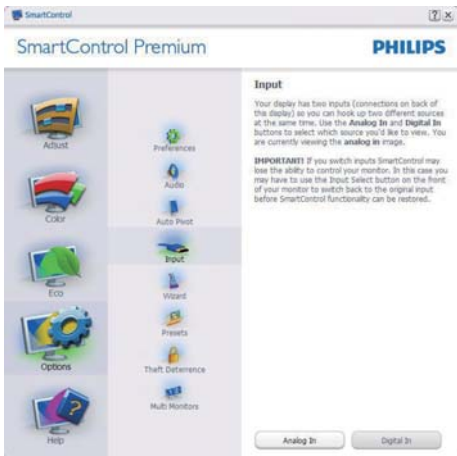 SmartControl
? x
SmartControl Premium
PHILIPS
Adjust
Color
Eco
Options
Help
Preferences
Audio
Auto Pivot
Input
Wizard
Presets
Theft Deterrence
Multi Monitors
Input
Your display has two inputs (connections on back of
this display) so you can hook up two different sources
at the same time. Use the Analog In and Digital In
buttons to select which source you'd like to view. You
are currently viewing the analog in image.
IMPORTANT! If you switch inputs SmartControl may
lose the ability to control your monitor. In this case you
may have to use the Input Select button on the front
of your monitor to switch back to the original input
before SmartControl functionality can be restored.
Analog In
Digital In